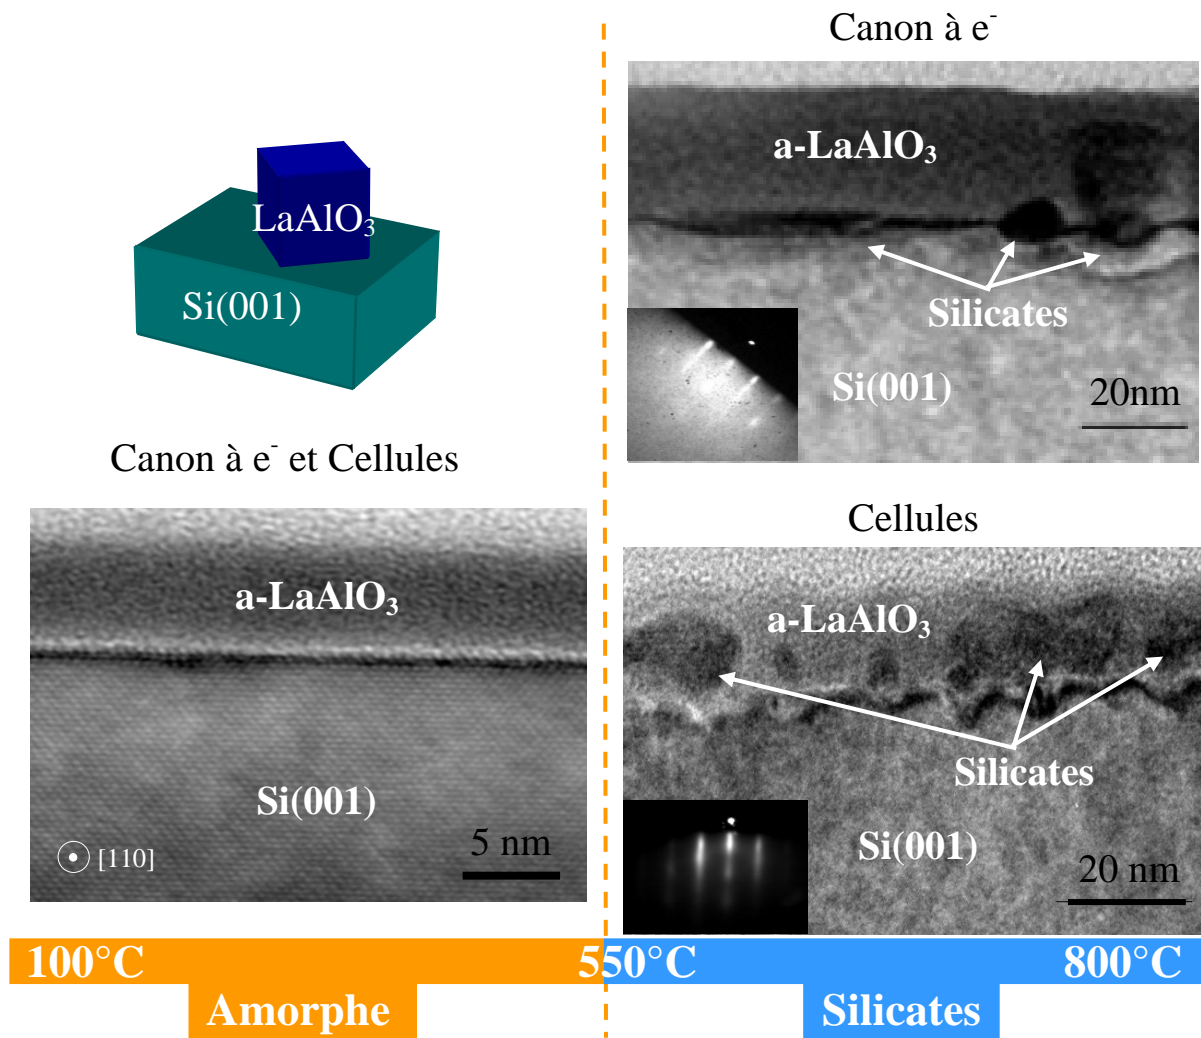 Canon à e⁻
a-LaAlO₃
Silicates
Si(001)
20nm
LaAlO₃
Si(001)
Canon à e⁻ et Cellules
a-LaAlO₃
Si(001)
[110]
5 nm
Cellules
a-LaAlO₃
Silicates
Si(001)
20 nm
100°C
550°C
800°C
Amorphe
Silicates